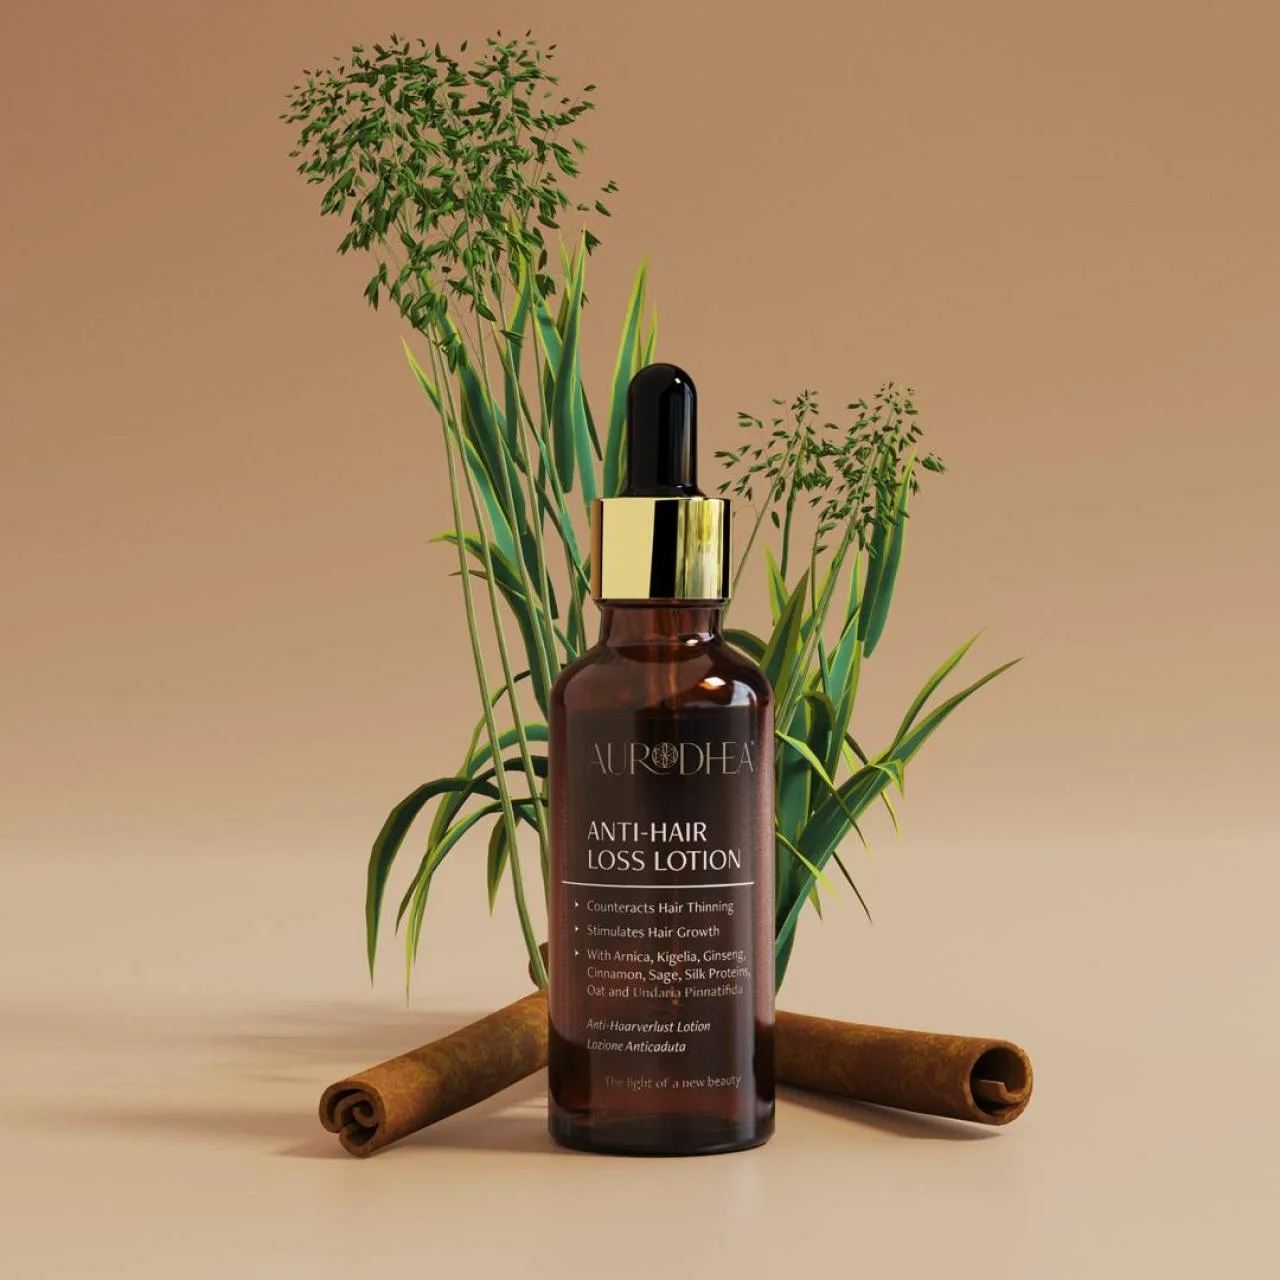 AURODHEA
ANTI-HAIR
LOSS LOTION
Counteracts Hair Thinning
Stimulates Hair Growth
With Arnica, Kigelia, Ginseng,
Cinnamon, Sage, Silk Proteins,
Oat and Undaria Pinnatifida
Anti-Haarverlust Lotion
Lozione Anticaduta
The light of a new beauty